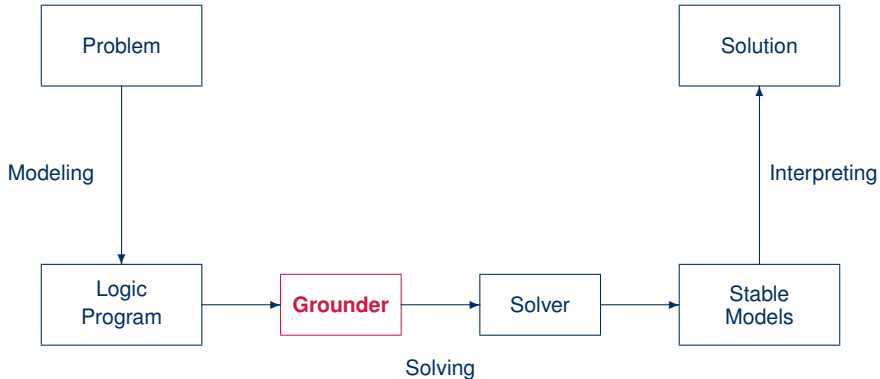 Problem
Solution
Modeling
Interpreting
Logic
Program
Grounder
Solver
Stable
Models
Solving